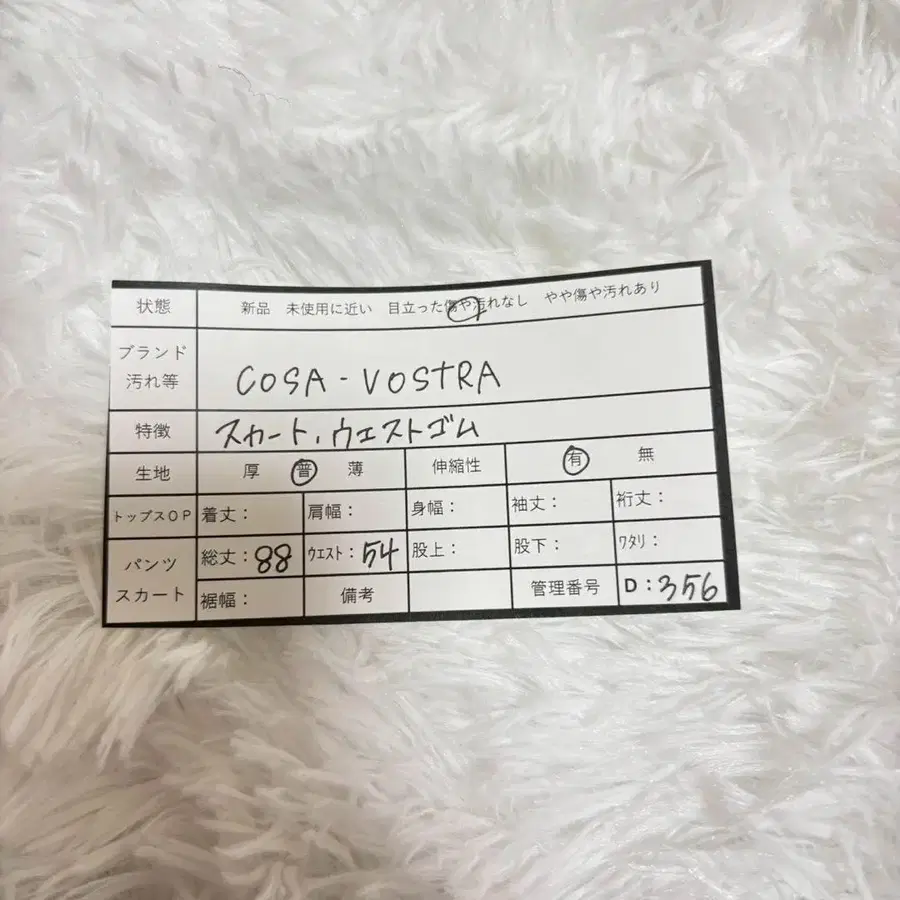 状態 新品 未使用に近い 目立った傷や汚れなし やや傷や汚れあり
ブランド
汚れ等 COSA-VOSTRA
特徴 スカート、ウエストゴム
生地 厚 普 薄 伸縮性 有 無
トップスOP 着丈： 肩幅： 身幅： 袖丈： 裄丈：
パンツ
スカート
総丈：88 ウエスト：54 股上： 股下： ワタリ：
裾幅： 備考 管理番号 D：356